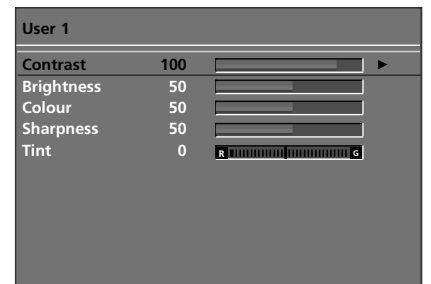 User 1
Contrast 100
Brightness 50
Colour 50
Sharpness 50
Tint 0 R G